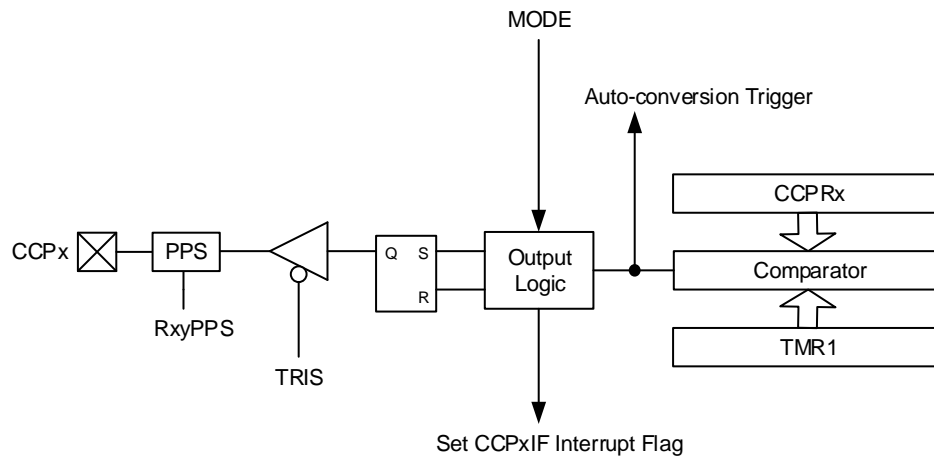 MODE
Auto-conversion Trigger
CCPRx
CCPx
PPS
Q
S
R
Output
Logic
Comparator
RxyPPS
TRIS
TMR1
Set CCPxIF Interrupt Flag